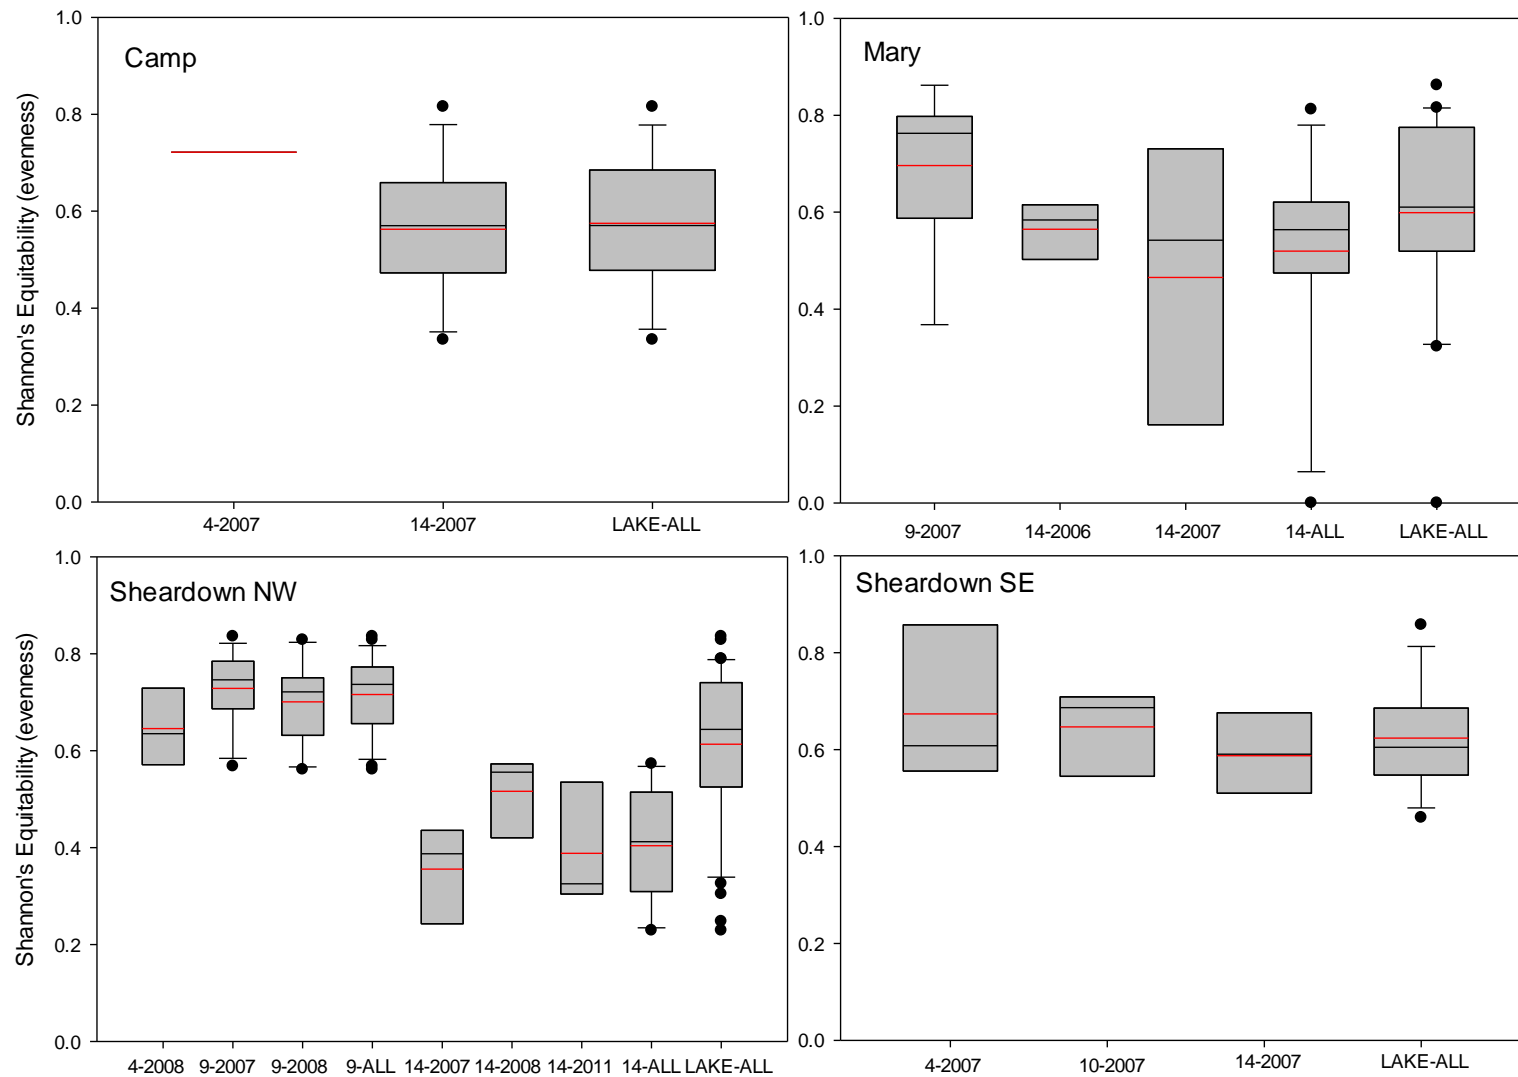 Camp
Shannon's Equitability (evenness)
1.0
0.8
0.6
0.4
0.2
0.0
4-2007 14-2007 LAKE-ALL
Mary
1.0
0.8
0.6
0.4
0.2
0.0
9-2007 14-2006 14-2007 14-ALL LAKE-ALL
Sheardown NW
Shannon's Equitability (evenness)
1.0
0.8
0.6
0.4
0.2
0.0
4-2008 9-2007 9-2008 9-ALL 14-2007 14-2008 14-2011 14-ALL LAKE-ALL
Sheardown SE
1.0
0.8
0.6
0.4
0.2
0.0
4-2007 10-2007 14-2007 LAKE-ALL